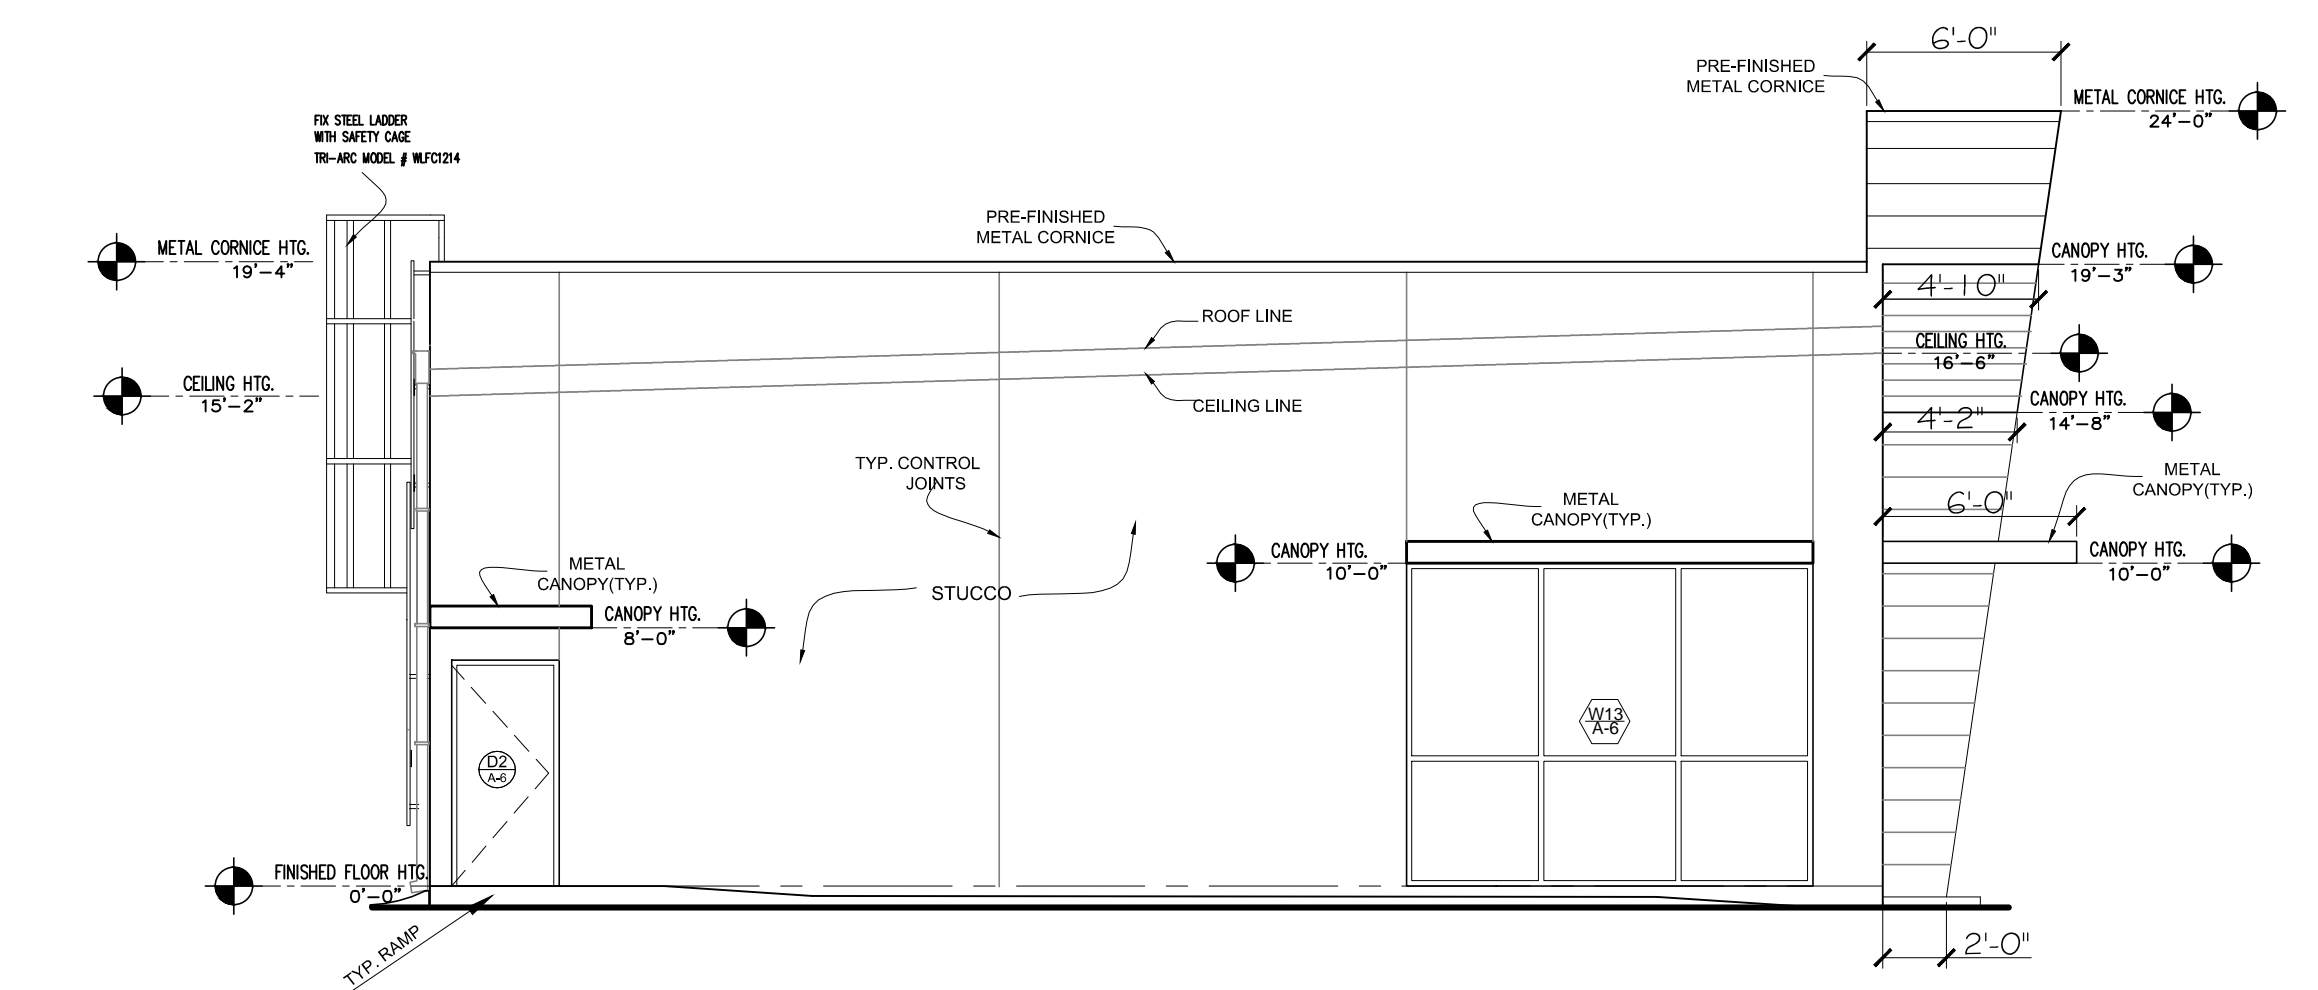 6'-0"
PRE-FINISHED
METAL CORNICE
METAL CORNICE HTG.
24'-0"
FIX STEEL LADDER
WITH SAFETY CAGE
TRI-ARC MODEL # WLFC1214
PRE-FINISHED
METAL CORNICE
METAL CORNICE HTG.
19'-4"
CANOPY HTG.
19'-3"
4'-10"
ROOF LINE
CEILING HTG.
16'-6"
CEILING HTG.
15'-2"
CEILING LINE
CANOPY HTG.
14'-8"
4'-2"
TYP. CONTROL
JOINTS
METAL
CANOPY(TYP.)
METAL
CANOPY(TYP.)
6'-0"
CANOPY HTG.
10'-0"
CANOPY HTG.
10'-0"
METAL
CANOPY(TYP.)
STUCCO
CANOPY HTG.
8'-0"
W13
A-6
D2
A-6
FINISHED FLOOR HTG.
0'-0"
TYP. RAMP
2'-0"